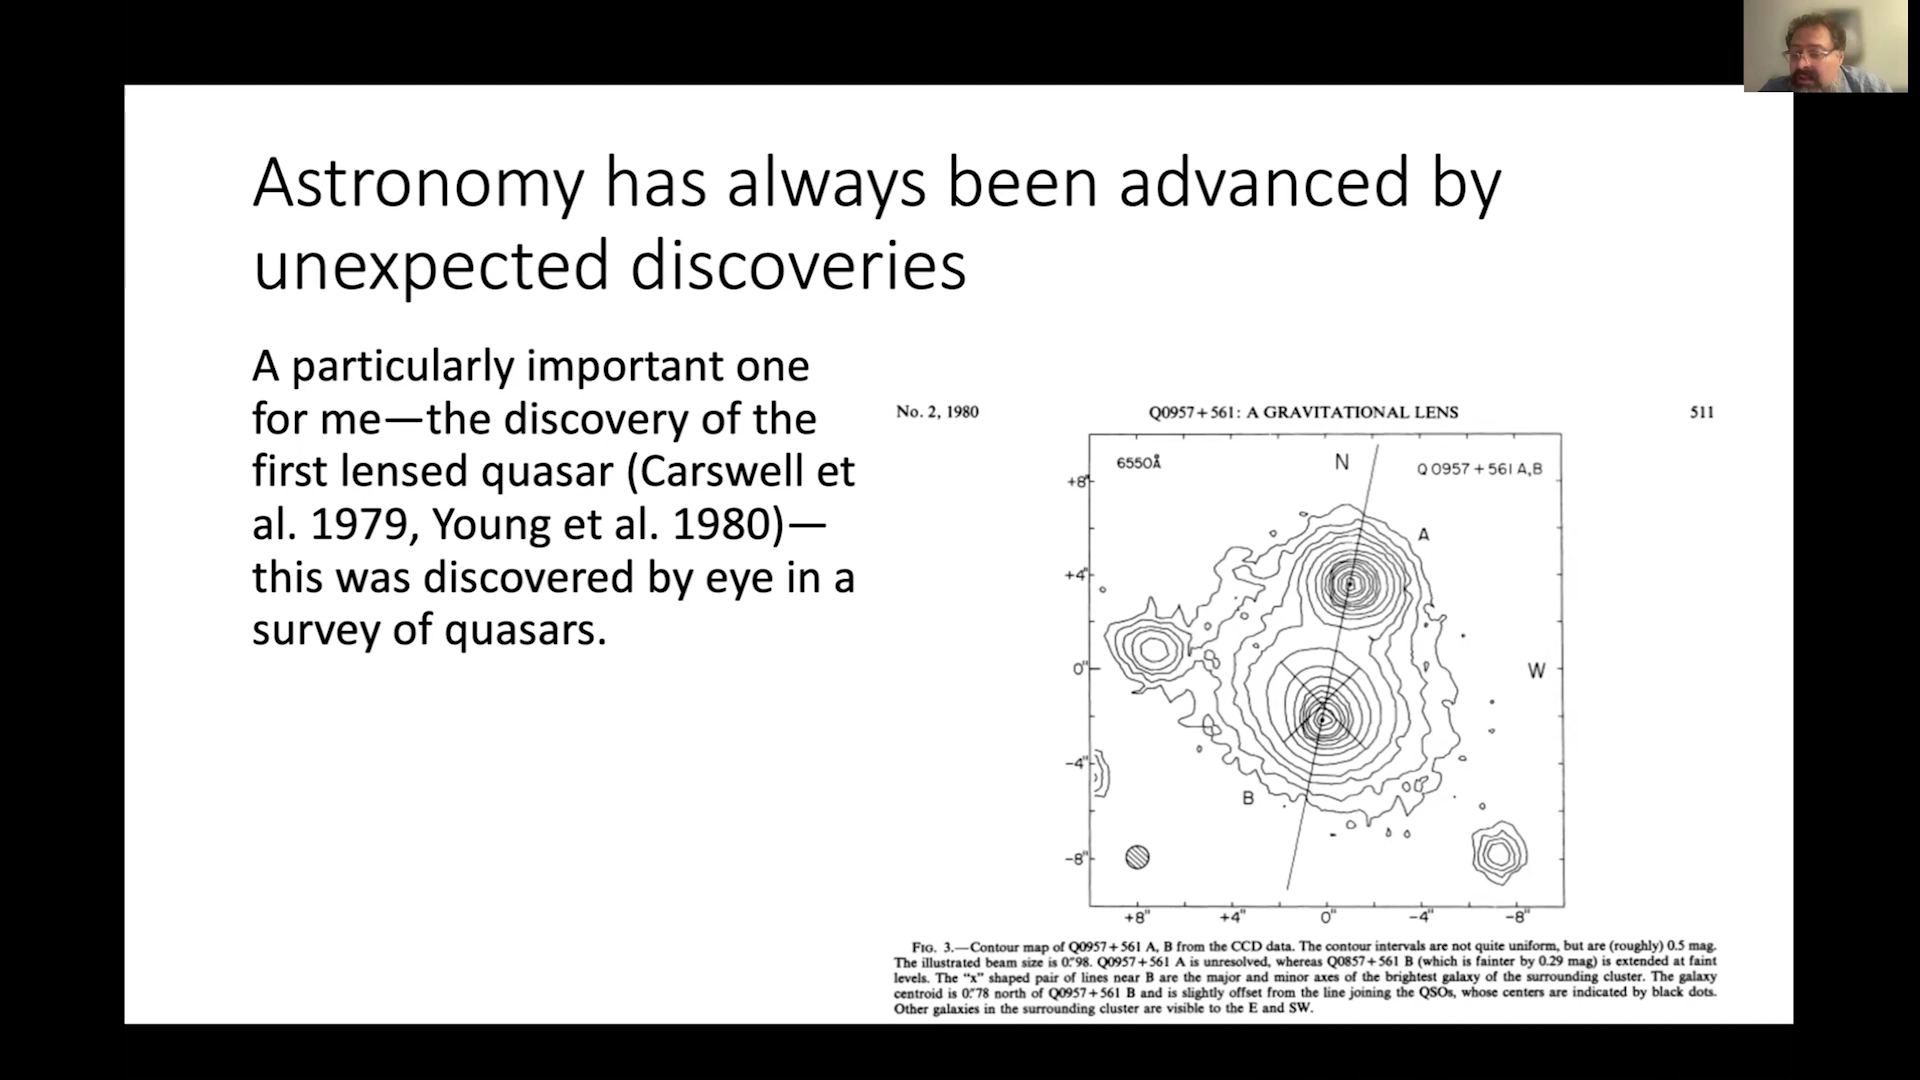 Astronomy has always been advanced by
unexpected discoveries
A particularly important one
for me—the discovery of the
first lensed quasar (Carswell et
al. 1979, Young et al. 1980)—
this was discovered by eye in a
survey of quasars.
No. 2, 1980 Q0957+561: A GRAVITATIONAL LENS 511
6550Å N Q 0957+561 A,B
+8"
A
+4"
0" W
-4"
B
-8"
+8" +4" 0" -4" -8"
FIG. 3.—Contour map of Q0957+561 A, B from the CCD data. The contour intervals are not quite uniform, but are (roughly) 0.5 mag.
The illustrated beam size is 0."98. Q0957+561 A is unresolved, whereas Q0857+561 B (which is fainter by 0.29 mag) is extended at faint
levels. The "x" shaped pair of lines near B are the major and minor axes of the brightest galaxy of the surrounding cluster. The galaxy
centroid is 0."78 north of Q0957+561 B and is slightly offset from the line joining the QSOs, whose centers are indicated by black dots.
Other galaxies in the surrounding cluster are visible to the E and SW.